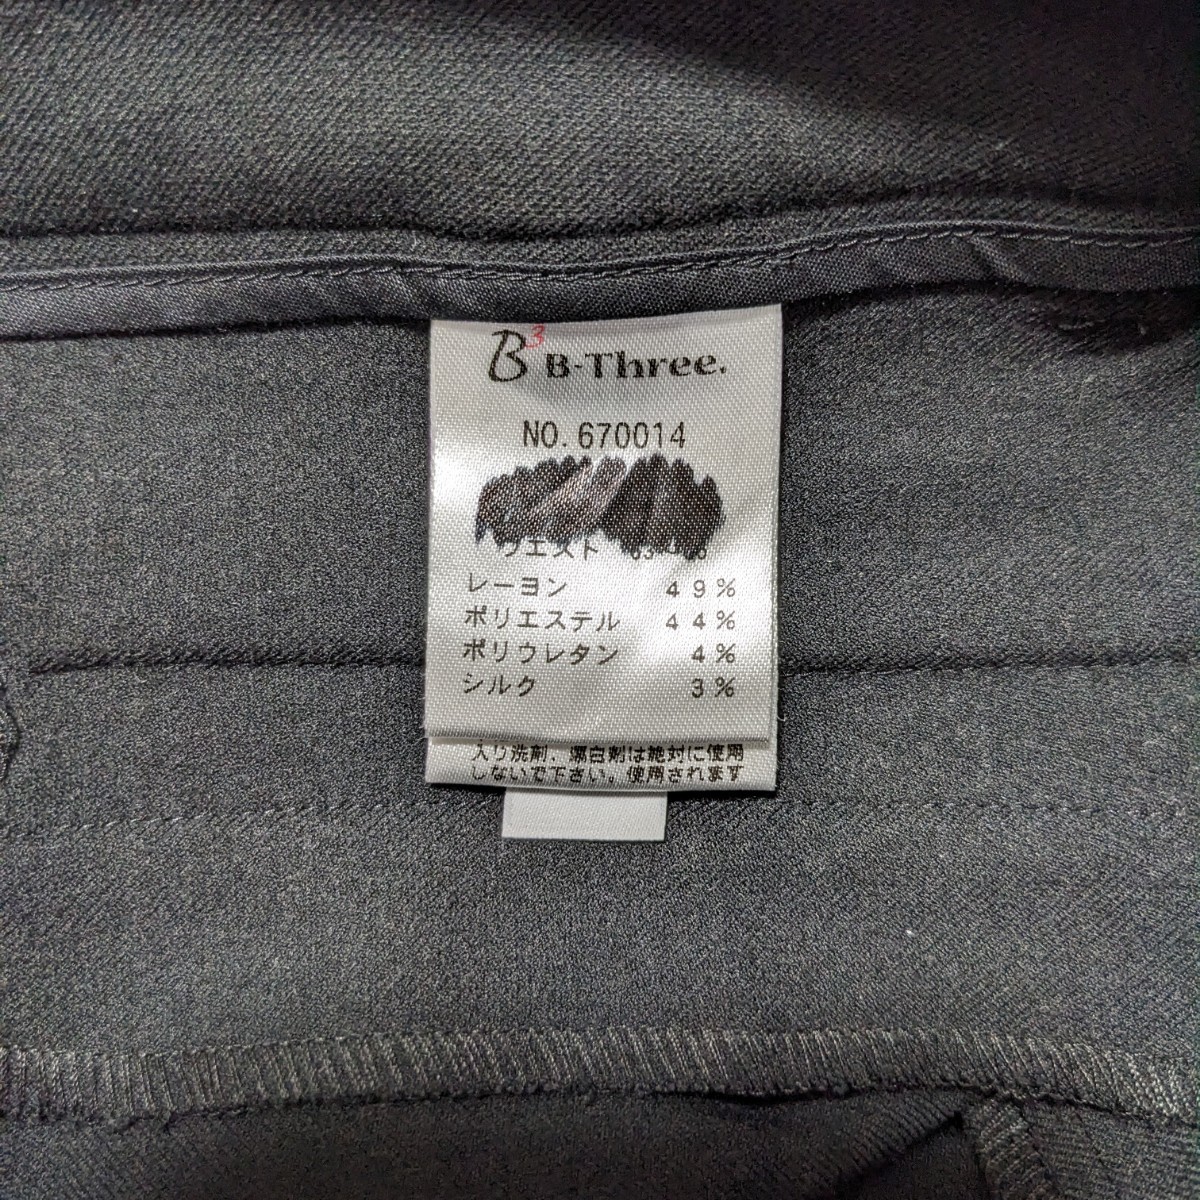 B3 B-Three.
NO.670014
ウエスト
レーヨン 49%
ポリエステル 44%
ポリウレタン 4%
シルク 3%
入り洗剤、漂白剤は絶対に使用
しないで下さい。使用されます